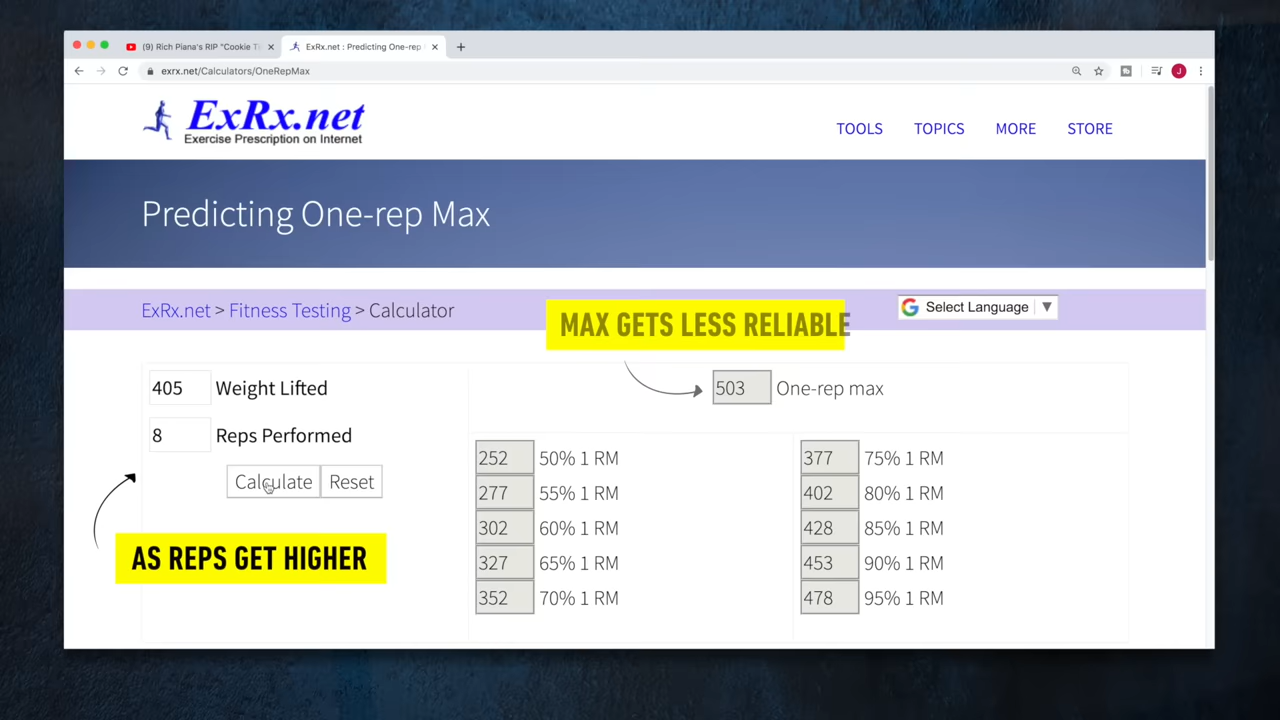 (9) Rich Piana's RIP "Cookie T
ExRx.net : Predicting One-rep
exrx.net/Calculators/OneRepMax
J
ExRx.net
Exercise Prescription on Internet
TOOLS
TOPICS
MORE
STORE
Predicting One-rep Max
ExRx.net > Fitness Testing > Calculator
Select Language ▼
MAX GETS LESS RELIABLE
405 Weight Lifted
503 One-rep max
8 Reps Performed
Calculate
Reset
AS REPS GET HIGHER
252 50% 1 RM
277 55% 1 RM
302 60% 1 RM
327 65% 1 RM
352 70% 1 RM
377 75% 1 RM
402 80% 1 RM
428 85% 1 RM
453 90% 1 RM
478 95% 1 RM